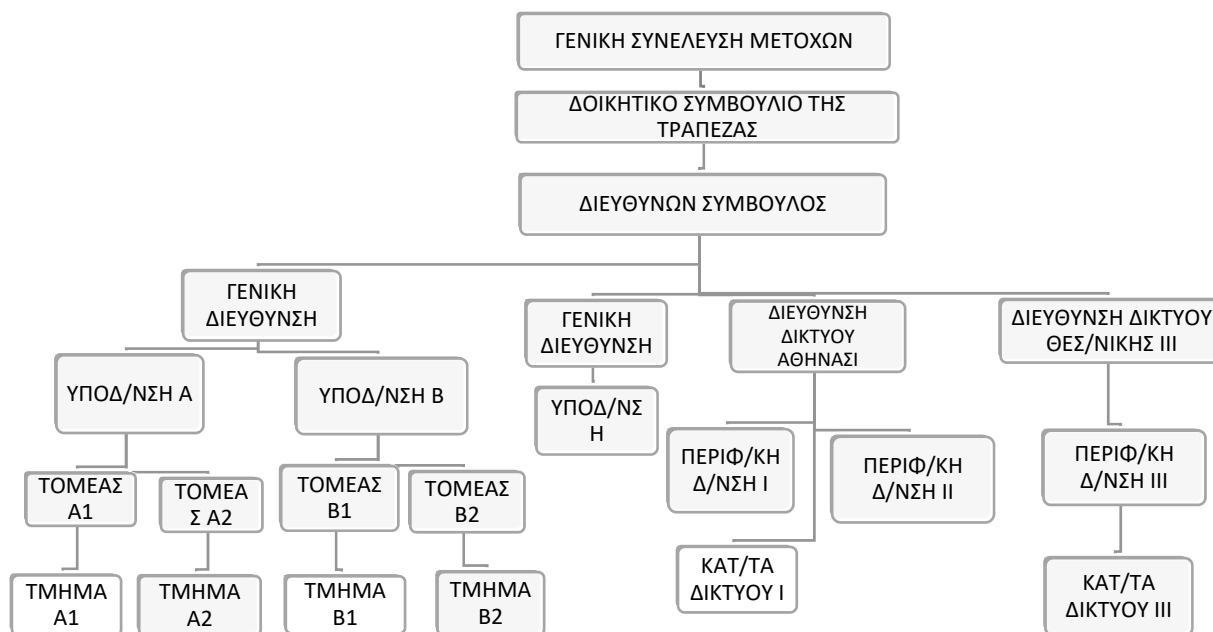 ΓΕΝΙΚΗ ΣΥΝΕΛΕΥΣΗ ΜΕΤΟΧΩΝ
ΔΟΙΚΗΤΙΚΟ ΣΥΜΒΟΥΛΙΟ ΤΗΣ
ΤΡΑΠΕΖΑΣ
ΔΙΕΥΘΥΝΩΝ ΣΥΜΒΟΥΛΟΣ
ΓΕΝΙΚΗ
ΔΙΕΥΘΥΝΣΗ
ΓΕΝΙΚΗ
ΔΙΕΥΘΥΝΣΗ
ΔΙΕΥΘΥΝΣΗ
ΔΙΚΤΥΟΥ
ΑΘΗΝΑΣΙ
ΔΙΕΥΘΥΝΣΗ ΔΙΚΤΥΟΥ
ΘΕΣ/ΝΙΚΗΣ ΙΙΙ
ΥΠΟΔ/ΝΣΗ Α
ΥΠΟΔ/ΝΣΗ Β
ΥΠΟΔ/ΝΣ
Η
ΠΕΡΙΦ/ΚΗ
Δ/ΝΣΗ Ι
ΠΕΡΙΦ/ΚΗ
Δ/ΝΣΗ ΙΙ
ΠΕΡΙΦ/ΚΗ
Δ/ΝΣΗ ΙΙΙ
ΤΟΜΕΑΣ
Α1
ΤΟΜΕΑ
Σ Α2
ΤΟΜΕΑΣ
Β1
ΤΟΜΕΑΣ
Β2
ΤΜΗΜΑ
Α1
ΤΜΗΜΑ
Α2
ΤΜΗΜΑ
Β1
ΤΜΗΜΑ
Β2
ΚΑΤ/ΤΑ
ΔΙΚΤΥΟΥ Ι
ΚΑΤ/ΤΑ
ΔΙΚΤΥΟΥ ΙΙΙ